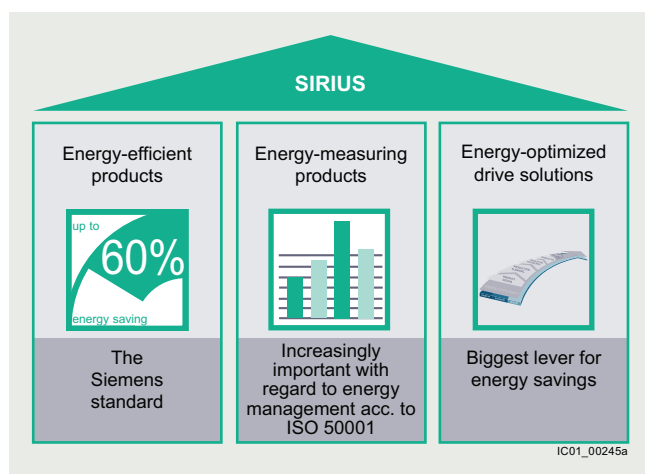 SIRIUS
Energy-efficient
products
up to
60%
energy saving
The
Siemens
standard
Energy-measuring
products
Increasingly
important with
regard to energy
management acc. to
ISO 50001
Energy-optimized
drive solutions
Biggest lever for
energy savings
IC01_00245a